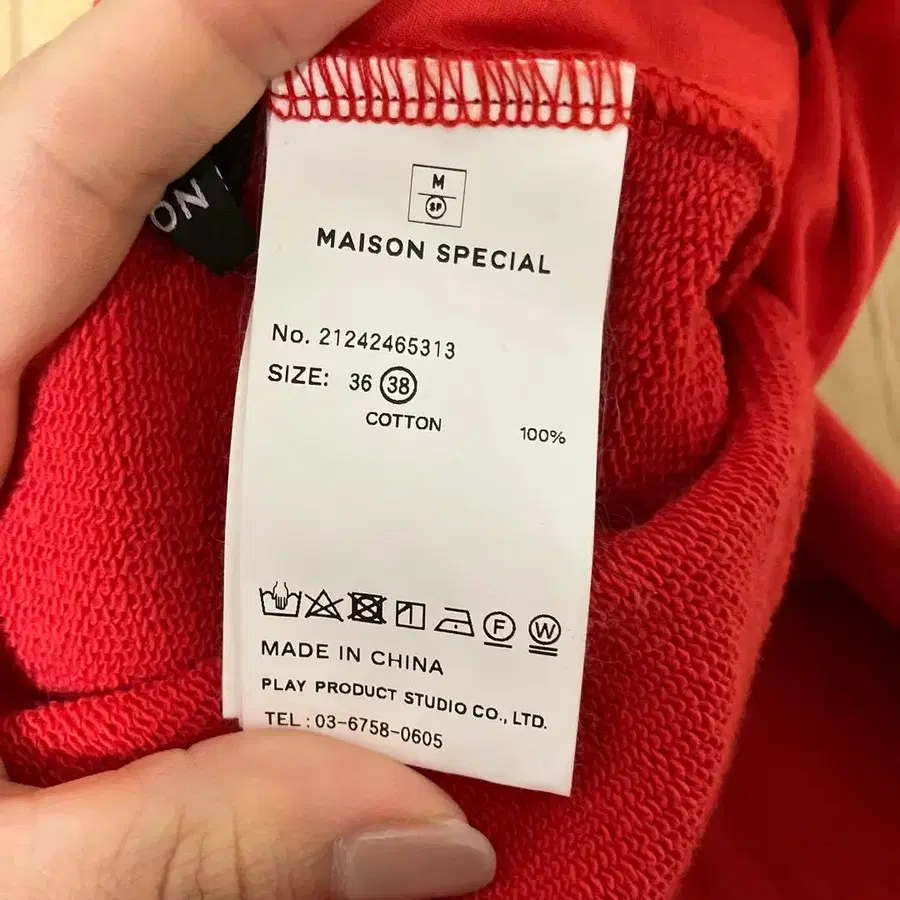 ON
M
SP
MAISON SPECIAL
No. 21242465313
SIZE: 36 38
COTTON 100%
F W
MADE IN CHINA
PLAY PRODUCT STUDIO CO., LTD.
TEL : 03-6758-0605